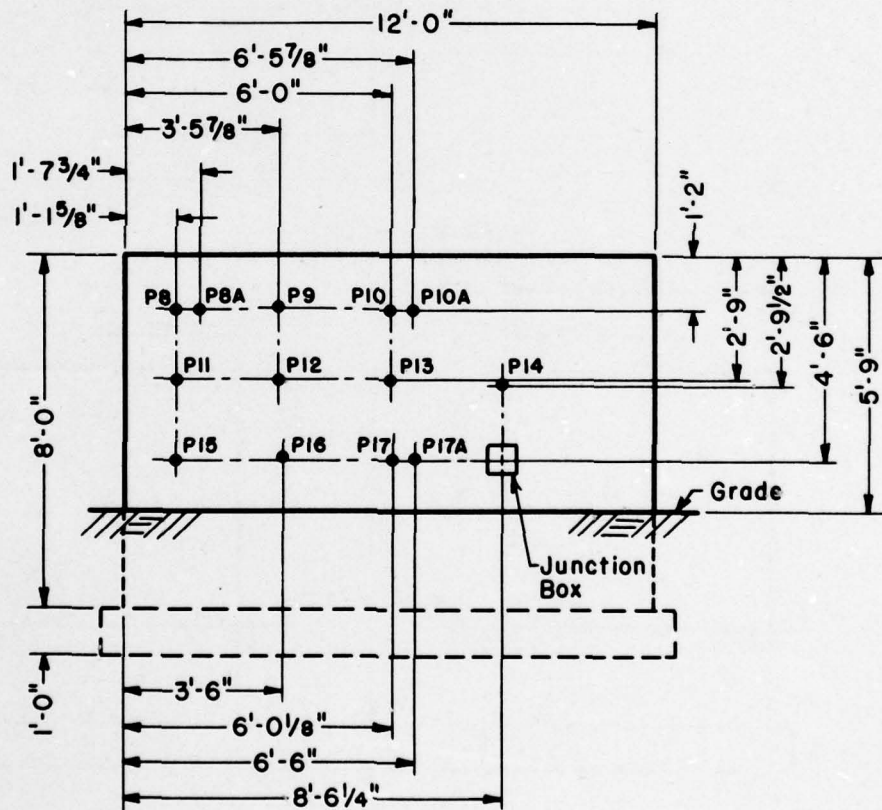 12'-0"
6'-5 7/8"
6'-0"
3'-5 7/8"
1'-7 3/4"
1'-1 5/8"
1'-2"
P8 P8A P9 P10 P10A
2'-9"
2'-9 1/2"
4'-6"
5'-9"
P11 P12 P13 P14
8'-0"
P15 P16 P17 P17A
Grade
Junction
Box
1'-0"
3'-6"
6'-0 1/8"
6'-6"
8'-6 1/4"